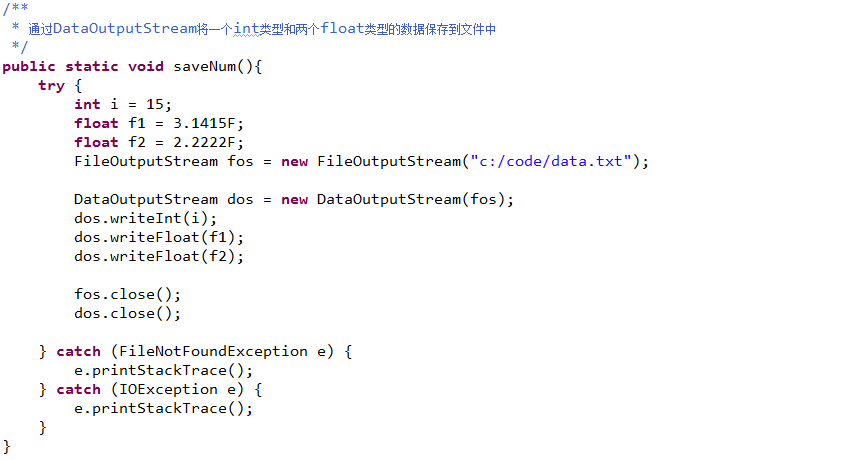 /**
 * 通过DataOutputStream将一个int类型和两个float类型的数据保存到文件中
 */
public static void saveNum(){
    try {
        int i = 15;
        float f1 = 3.1415F;
        float f2 = 2.2222F;
        FileOutputStream fos = new FileOutputStream("c:/code/data.txt");

        DataOutputStream dos = new DataOutputStream(fos);
        dos.writeInt(i);
        dos.writeFloat(f1);
        dos.writeFloat(f2);

        fos.close();
        dos.close();

    } catch (FileNotFoundException e) {
        e.printStackTrace();
    } catch (IOException e) {
        e.printStackTrace();
    }
}